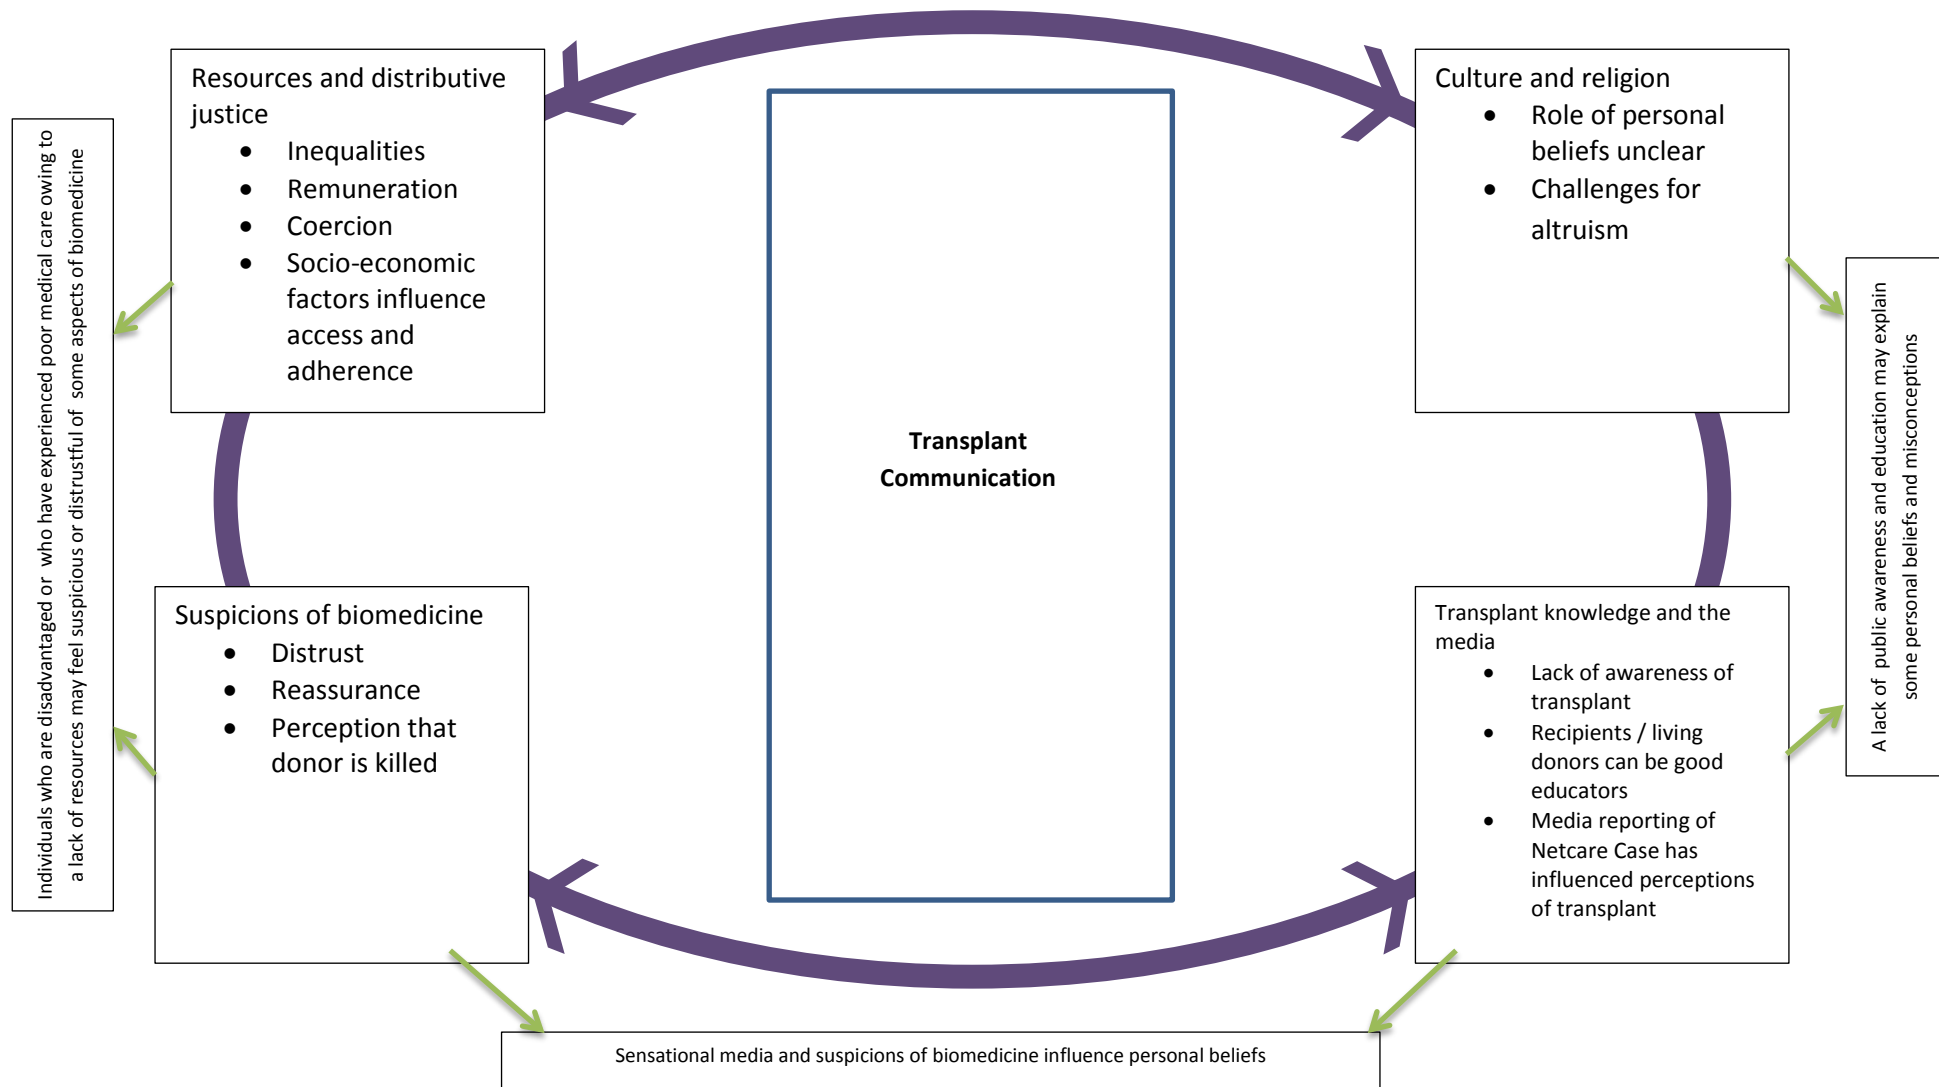 Resources and distributive
justice
• Inequalities
• Remuneration
• Coercion
• Socio-economic
factors influence
access and
adherence
Culture and religion
• Role of personal
beliefs unclear
• Challenges for
altruism
Individuals who are disadvantaged or who have experienced poor medical care owing to
a lack of resources may feel suspicious or distrustful of some aspects of biomedicine
Transplant
Communication
A lack of public awareness and education may explain
some personal beliefs and misconceptions
Suspicions of biomedicine
• Distrust
• Reassurance
• Perception that
donor is killed
Transplant knowledge and the
media
• Lack of awareness of
transplant
• Recipients / living
donors can be good
educators
• Media reporting of
Netcare Case has
influenced perceptions
of transplant
Sensational media and suspicions of biomedicine influence personal beliefs